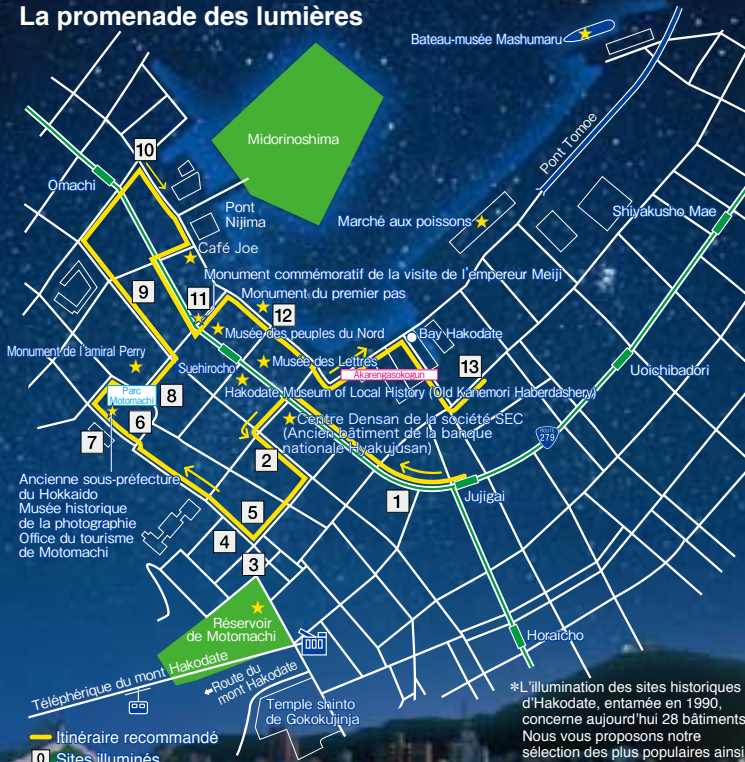 La promenade des lumières
Bateau-musée Mashumaru
Midorinoshima
Pont Tomoe
10
Omachi
Pont
Nijima
Marché aux poissons
Shiyakusho Mae
Café Joe
Monument commémoratif de la visite de l'empereur Meiji
9
11
Monument du premier pas
12
Musée des peuples du Nord
Bay Hakodate
Monument de l'amiral Perry
Suehirocho
Musée des Lettres
13
Uoichibadori
Akarengasokogun
Parc
Motomachi
8
Hakodate Museum of Local History (Old Kanemori Haberdashery)
6
7
Centre Densan de la société SEC
(Ancien bâtiment de la banque
nationale Hyakujusan)
ROUTE
279
2
Ancienne sous-préfecture
du Hokkaido
Musée historique
de la photographie
Office du tourisme
de Motomachi
1
Jujigai
5
4
3
Réservoir
de Motomachi
Horaicho
Téléphérique du mont Hakodate
Route du
mont Hakodate
Temple shinto
de Gokokujinja
*L'illumination des sites historiques
d'Hakodate, entamée en 1990,
concerne aujourd'hui 28 bâtiments
Nous vous proposons notre
sélection des plus populaires ainsi
Itinéraire recommandé
0 Sites illuminés